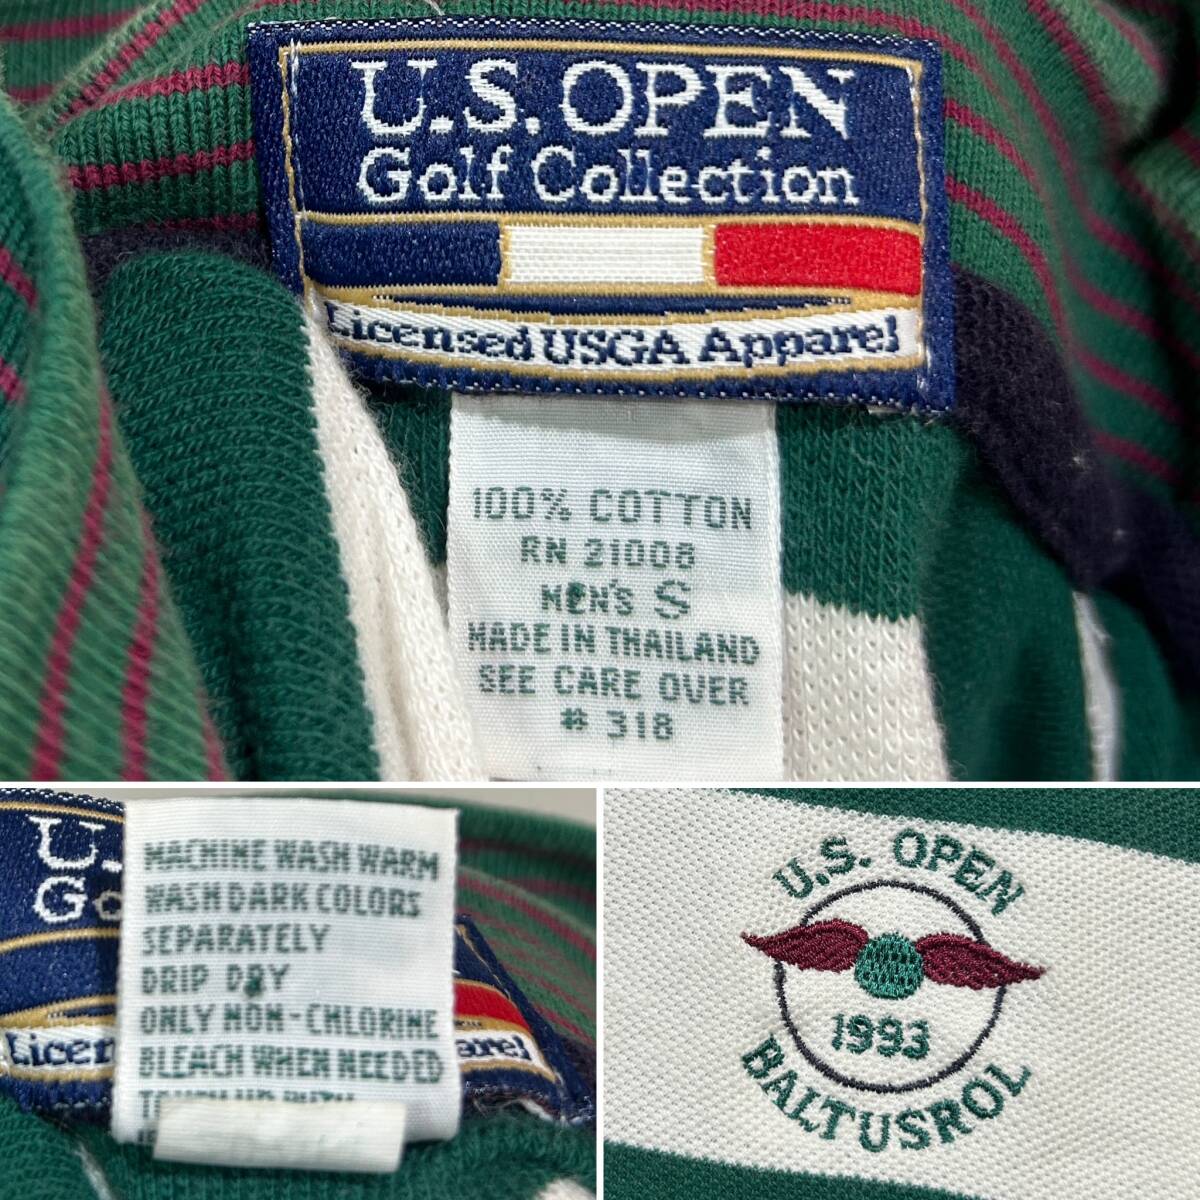 U.S. OPEN
Golf Collection
Licensed USGA Apparel
100% COTTON
RN 21008
MEN'S S
MADE IN THAILAND
SEE CARE OVER
# 318
U.
Go
Licen
arel
MACHINE WASH WARM
WASH DARK COLORS
SEPARATELY
DRIP DRY
ONLY NON-CHLORINE
BLEACH WHEN NEEDED
U.S. OPEN
1993
BALTUSROL